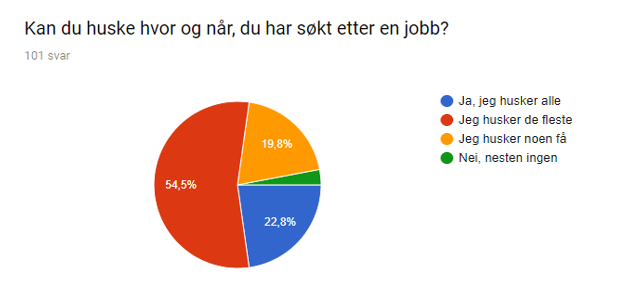 Kan du huske hvor og når, du har søkt etter en jobb?
101 svar
Ja, jeg husker alle
Jeg husker de fleste
Jeg husker noen få
Nei, nesten ingen
19,8%
54,5%
22,8%